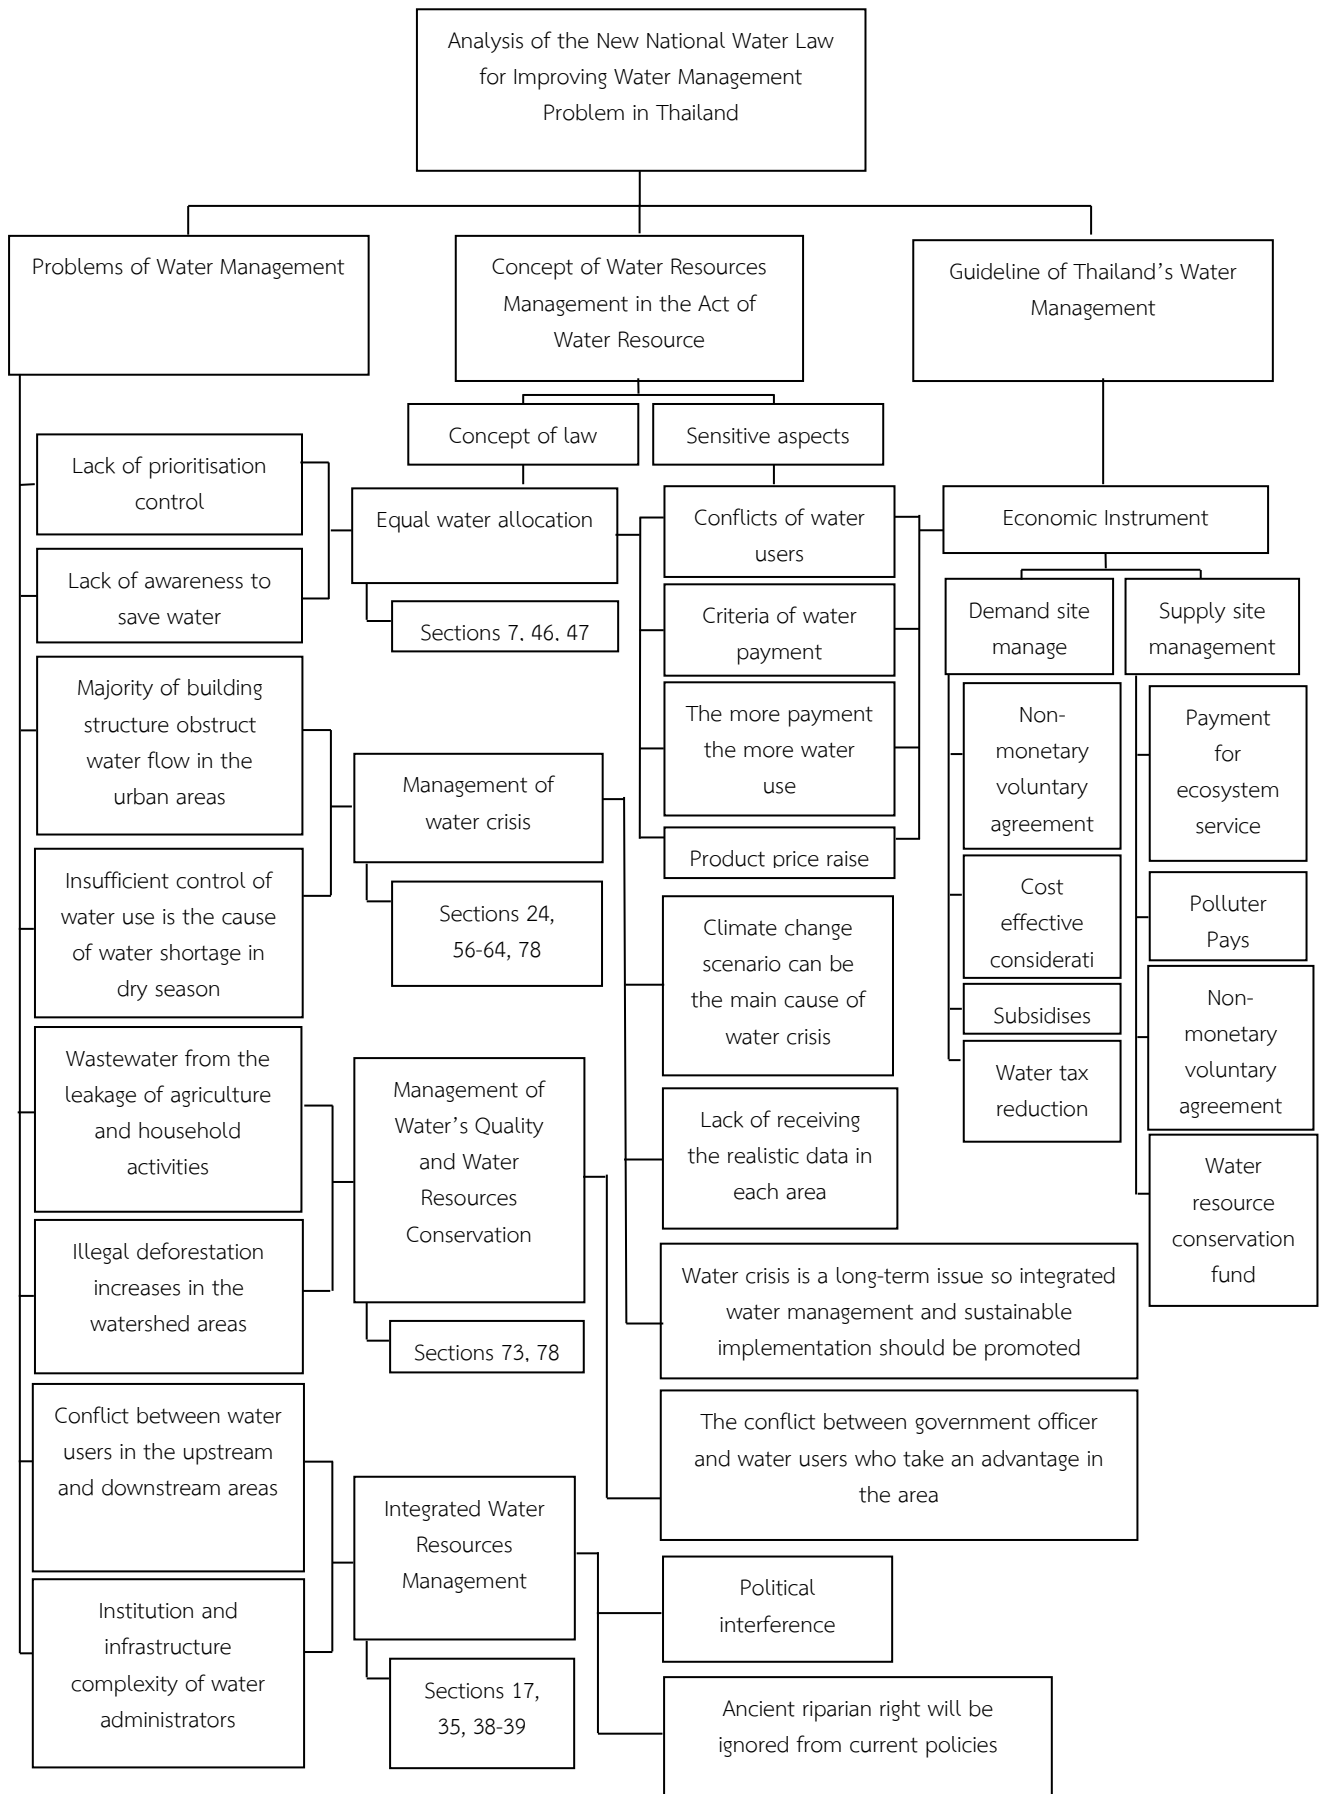 Analysis of the New National Water Law
for Improving Water Management
Problem in Thailand
Problems of Water Management
Concept of Water Resources
Management in the Act of
Water Resource
Guideline of Thailand's Water
Management
Concept of law
Sensitive aspects
Lack of prioritisation
control
Lack of awareness to
save water
Majority of building
structure obstruct
water flow in the
urban areas
Insufficient control of
water use is the cause
of water shortage in
dry season
Wastewater from the
leakage of agriculture
and household
activities
Illegal deforestation
increases in the
watershed areas
Conflict between water
users in the upstream
and downstream areas
Institution and
infrastructure
complexity of water
administrators
Equal water allocation
Sections 7, 46, 47
Management of
water crisis
Sections 24,
56-64, 78
Management of
Water's Quality
and Water
Resources
Conservation
Sections 73, 78
Integrated Water
Resources
Management
Sections 17,
35, 38-39
Conflicts of water
users
Criteria of water
payment
The more payment
the more water
use
Product price raise
Climate change
scenario can be
the main cause of
water crisis
Lack of receiving
the realistic data in
each area
Water crisis is a long-term issue so integrated
water management and sustainable
implementation should be promoted
The conflict between government officer
and water users who take an advantage in
the area
Political
interference
Ancient riparian right will be
ignored from current policies
Economic Instrument
Demand site
manage
Non-
monetary
voluntary
agreement
Cost
effective
considerati
Subsidises
Water tax
reduction
Supply site
management
Payment
for
ecosystem
service
Polluter
Pays
Non-
monetary
voluntary
agreement
Water
resource
conservation
fund